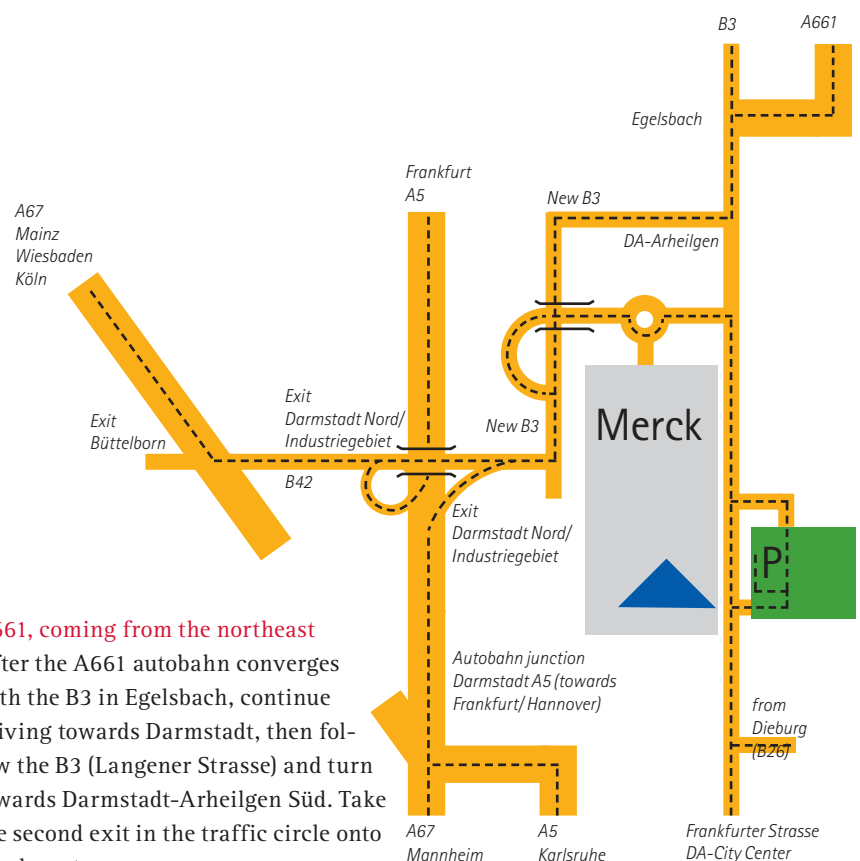 B3
A661
Egelsbach
Frankfurt
A5
New B3
A67
Mainz
Wiesbaden
Köln
DA-Arheilgen
Exit
Darmstadt Nord/
Industriegebiet
Exit
Büttelborn
New B3
Merck
B42
Exit
Darmstadt Nord/
Industriegebiet
P
661, coming from the northeast
ter the A661 autobahn converges
th the B3 in Egelsbach, continue
iving towards Darmstadt, then fol-
w the B3 (Langener Strasse) and turn
wards Darmstadt-Arheilgen Süd. Take
e second exit in the traffic circle onto
Autobahn junction
Darmstadt A5 (towards
Frankfurt/ Hannover)
from
Dieburg
(B26)
A67
Mannheim
A5
Karlsruhe
Frankfurter Strasse
DA-City Center